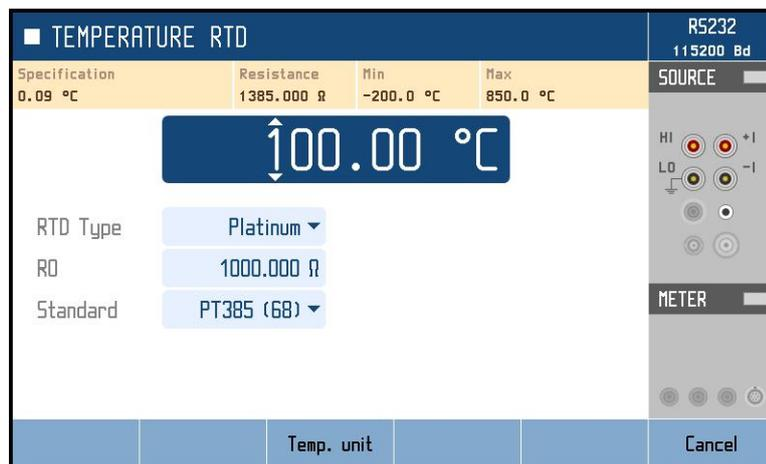 ■ TEMPERATURE RTD
RS232
115200 Bd
Specification Resistance Min Max
0.09 °C 1385.000 Ω -200.0 °C 850.0 °C
SOURCE
100.00 °C
HI +I
LO -I
RTD Type Platinum
R0 1000.000 Ω
Standard PT385 (68)
METER
Temp. unit Cancel